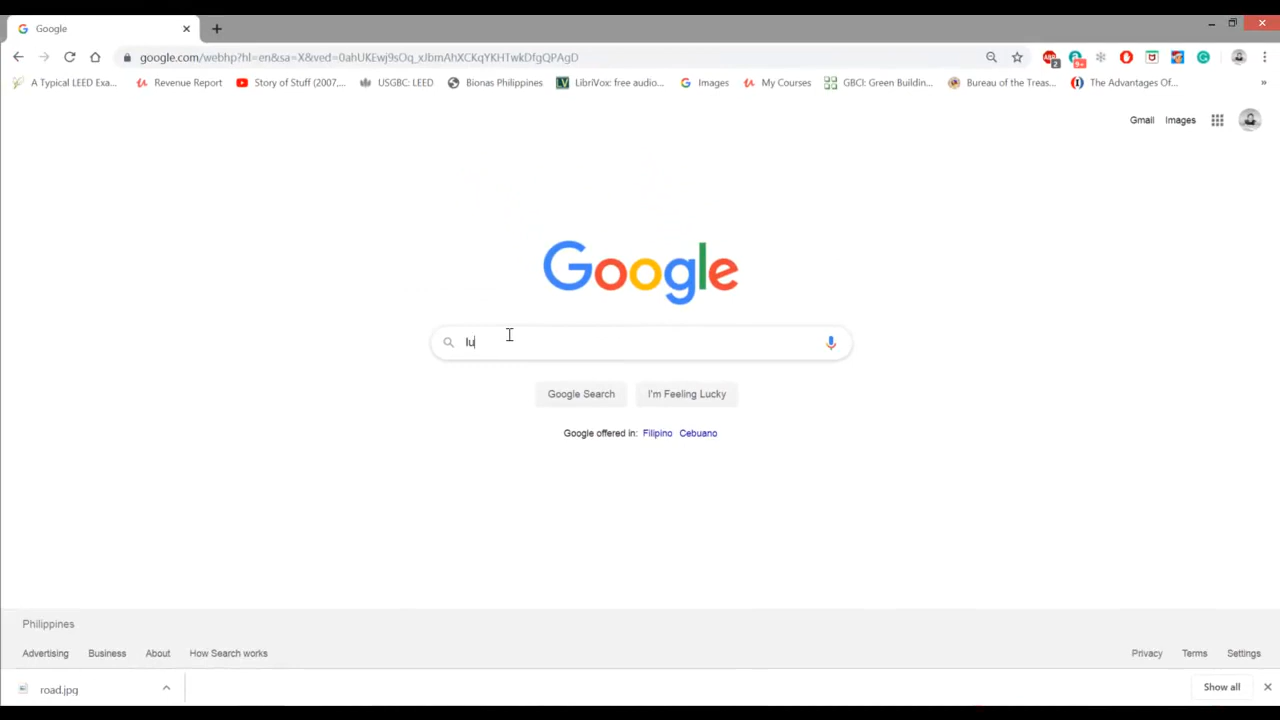 Google
google.com/webhp?hl=en&sa=X&ved=0ahUKEwj9sOq_xJbmAhXCKqYKHTwkDfgQPAgD
A Typical LEED Exa...
Revenue Report
Story of Stuff (2007,...
USGBC: LEED
Bionas Philippines
LibriVox: free audio...
Images
My Courses
GBCI: Green Buildin...
Bureau of the Treas...
The Advantages Of...
»
Gmail
Images
Google
lu
Google Search
I'm Feeling Lucky
Google offered in: Filipino Cebuano
Philippines
Advertising
Business
About
How Search works
Privacy
Terms
Settings
road.jpg
Show all